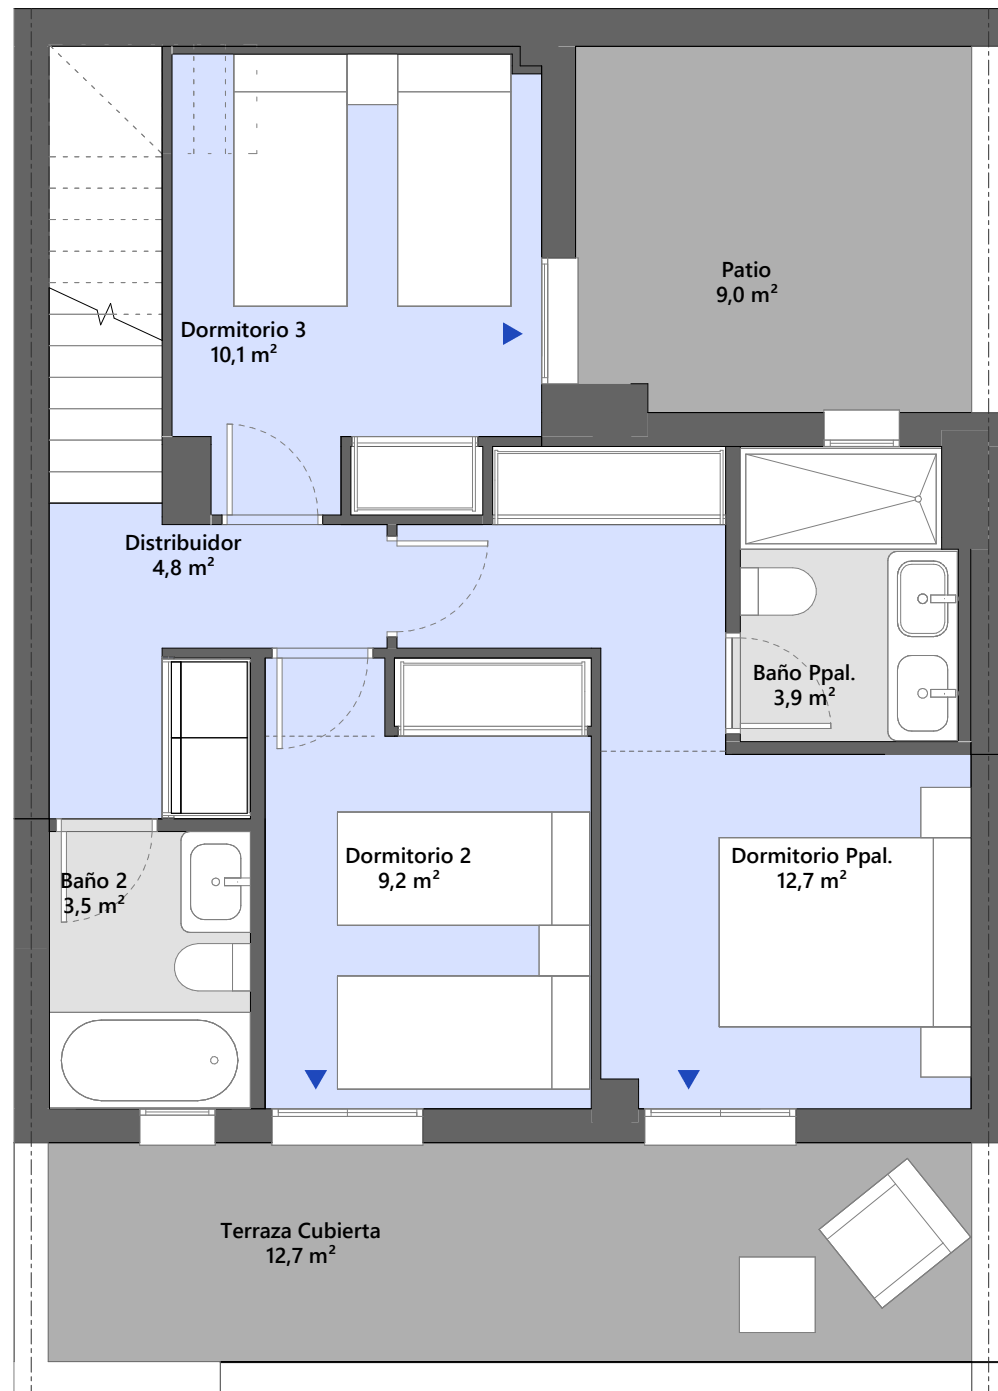 Patio
9,0 m²
Dormitorio 3
10,1 m²
Distribuidor
4,8 m²
Baño Ppal.
3,9 m²
Dormitorio 2
9,2 m²
Dormitorio Ppal.
12,7 m²
Baño 2
3,5 m²
Terraza Cubierta
12,7 m²